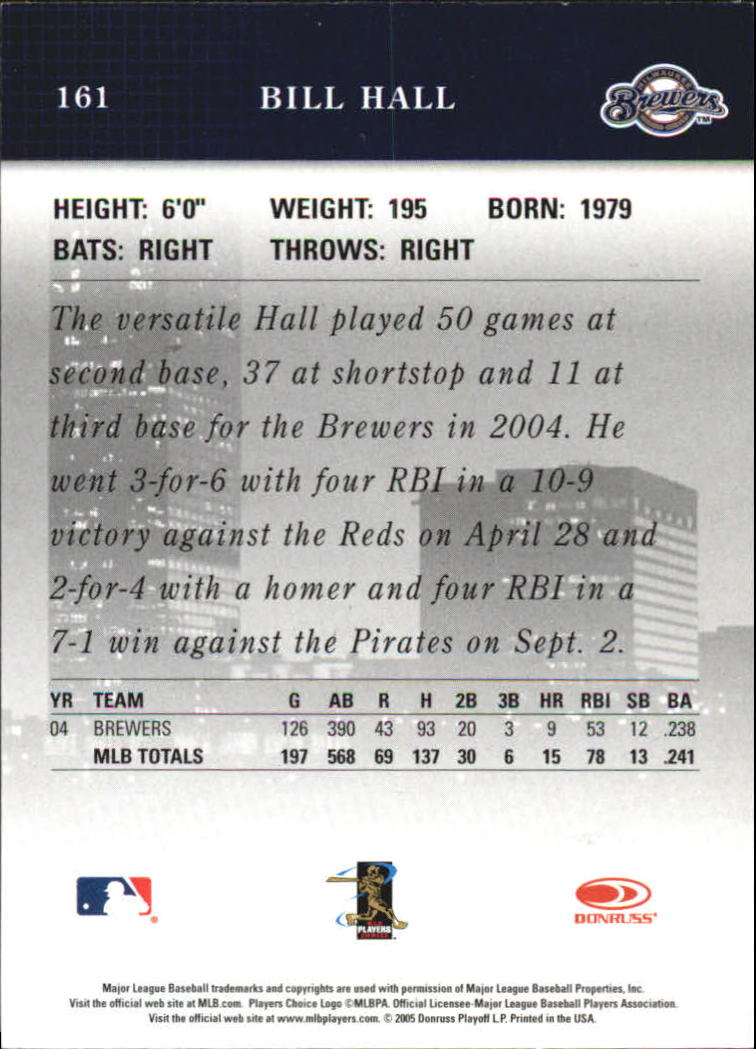 161 BILL HALL MILWAUKEE Brewers TM
HEIGHT: 6'0" WEIGHT: 195 BORN: 1979
BATS: RIGHT THROWS: RIGHT
The versatile Hall played 50 games at
second base, 37 at shortstop and 11 at
third base for the Brewers in 2004. He
went 3-for-6 with four RBI in a 10-9
victory against the Reds on April 28 and
2-for-4 with a homer and four RBI in a
7-1 win against the Pirates on Sept. 2.
YR TEAM G AB R H 2B 3B HR RBI SB BA
04 BREWERS 126 390 43 93 20 3 9 53 12 .238
MLB TOTALS 197 568 69 137 30 6 15 78 13 .241
MLB
PLAYERS
CHOICE
DONRUSS
Major League Baseball trademarks and copyrights are used with permission of Major League Baseball Properties, Inc.
Visit the official web site at MLB.com. Players Choice Logo ©MLBPA. Official Licensee-Major League Baseball Players Association.
Visit the official web site at www.mlbplayers.com. © 2005 Donruss Playoff L.P. Printed in the USA.